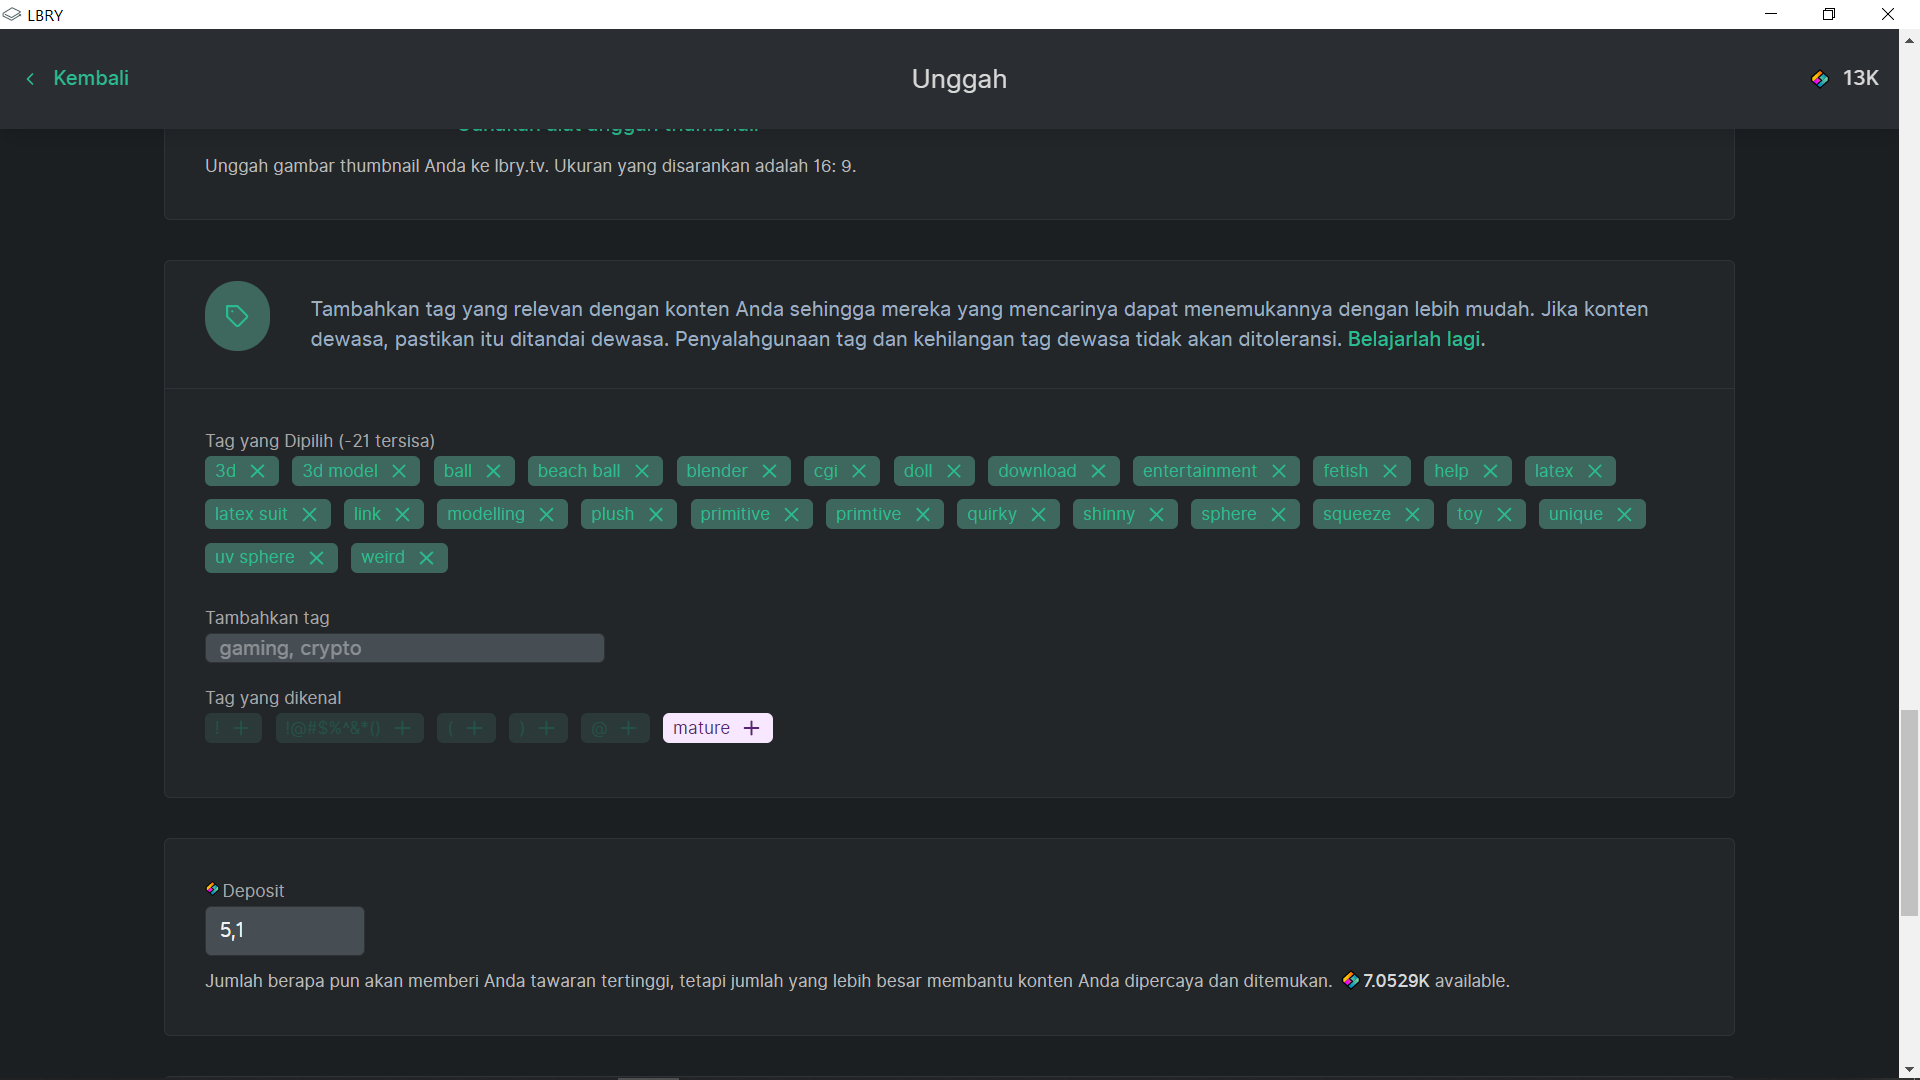 LBRY
Kembali
Unggah
13K
Unggah gambar thumbnail Anda ke lbry.tv. Ukuran yang disarankan adalah 16: 9.
Tambahkan tag yang relevan dengan konten Anda sehingga mereka yang mencarinya dapat menemukannya dengan lebih mudah. Jika konten
dewasa, pastikan itu ditandai dewasa. Penyalahgunaan tag dan kehilangan tag dewasa tidak akan ditoleransi. Belajarlah lagi.
Tag yang Dipilih (-21 tersisa)
3d 3d model ball beach ball blender cgi doll download entertainment fetish help latex
latex suit link modelling plush primitive primtive quirky shinny sphere squeeze toy unique
uv sphere weird
Tambahkan tag
gaming, crypto
Tag yang dikenal
! !@#$%^&*() ( ) @ mature
Deposit
5,1
Jumlah berapa pun akan memberi Anda tawaran tertinggi, tetapi jumlah yang lebih besar membantu konten Anda dipercaya dan ditemukan. 7.0529K available.